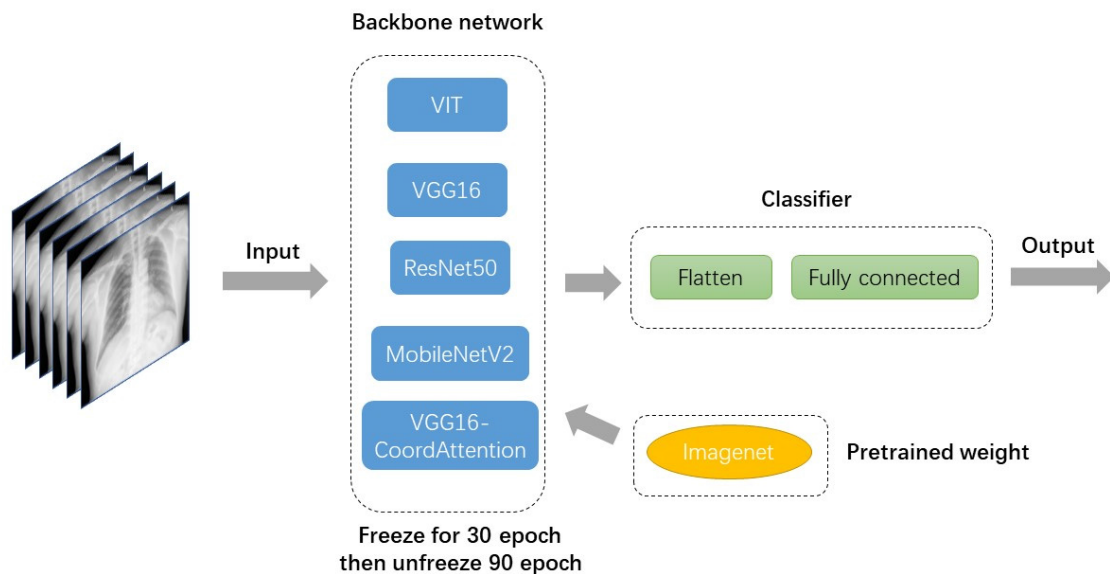 Backbone network
VIT
VGG16
ResNet50
MobileNetV2
VGG16-
CoordAttention
Freeze for 30 epoch
then unfreeze 90 epoch
Input
Classifier
Flatten
Fully connected
Output
Imagenet
Pretrained weight